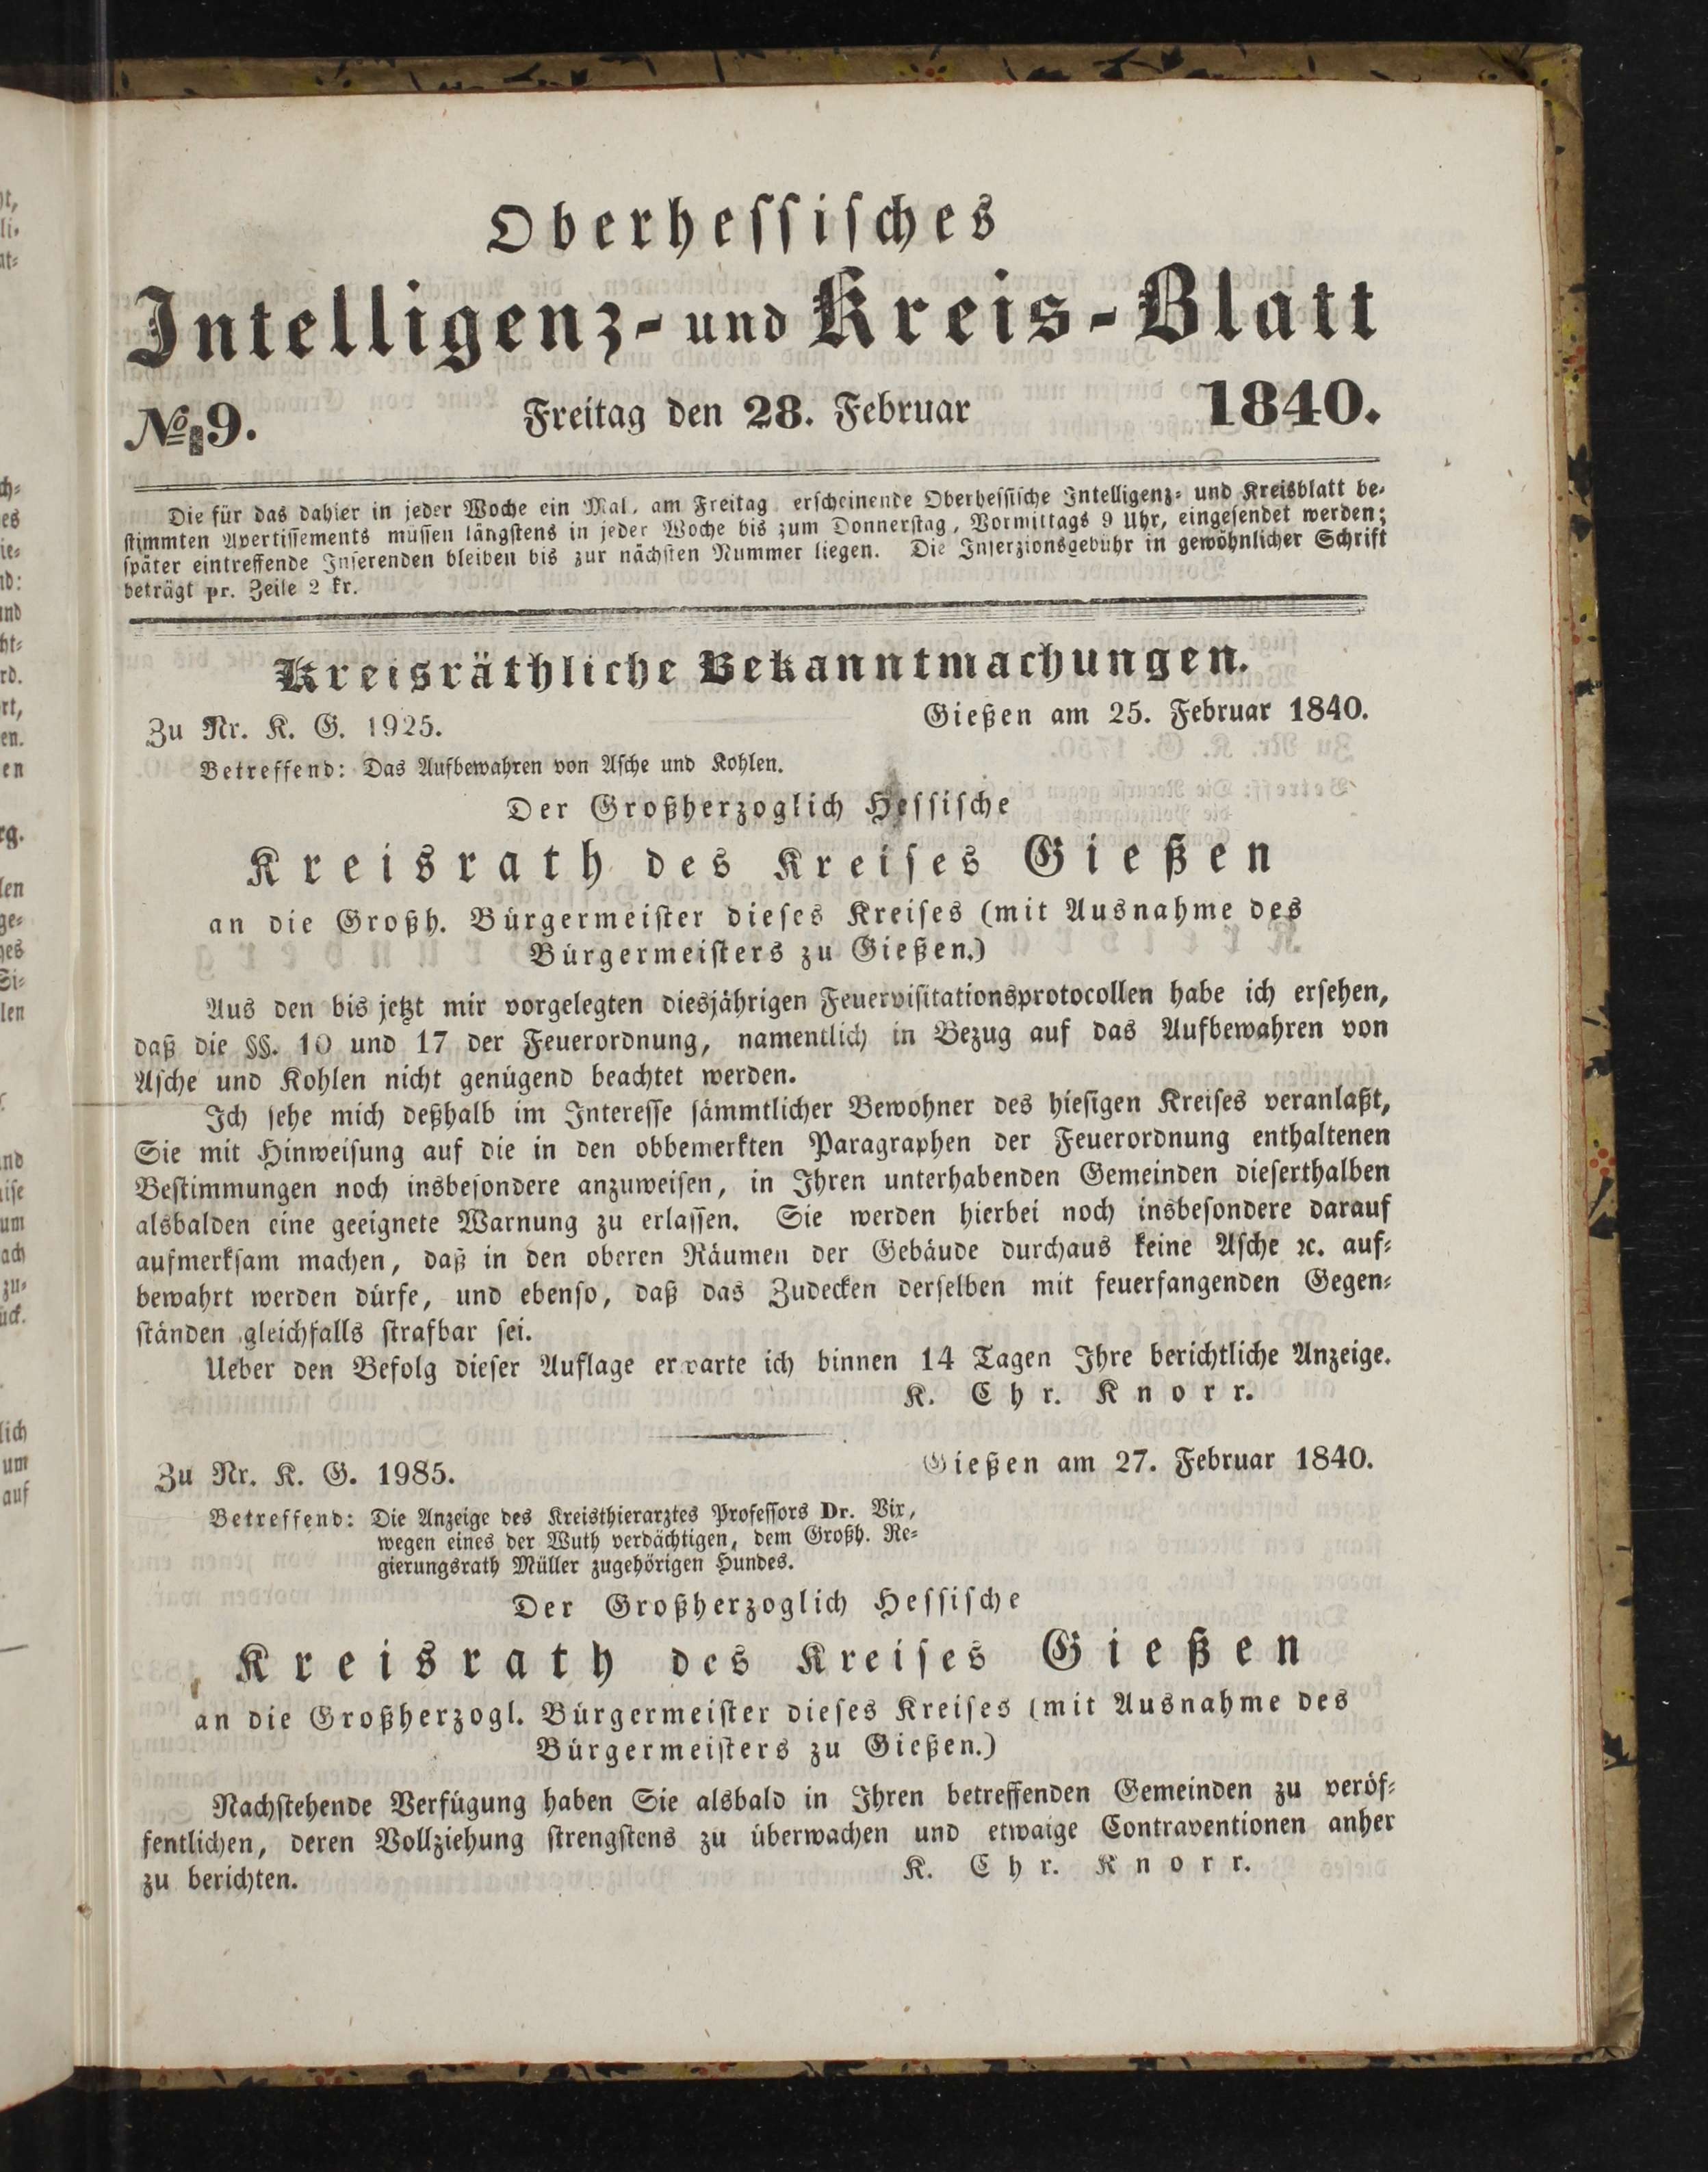 Oberhessisches
Intelligenz- und Kreis-Blatt
№ 9. Freitag den 28. Februar 1840.
Die für das dahier in jeder Woche ein Mal, am Freitag erscheinende Oberhessische Intelligenz- und Kreisblatt be-
stimmten Avertissements müssen längstens in jeder Woche bis zum Donnerstag, Vormittags 9 Uhr, eingesendet werden;
später eintreffende Inserenden bleiben bis zur nächsten Nummer liegen. Die Inserzionsgebühr in gewöhnlicher Schrift
beträgt pr. Zeile 2 kr.
Kreisräthliche Bekanntmachungen.
Zu Nr. K. G. 1925. Gießen am 25. Februar 1840.
Betreffend: Das Aufbewahren von Asche und Kohlen.
Der Großherzoglich Hessische
Kreisrath des Kreises Gießen
an die Großh. Bürgermeister dieses Kreises (mit Ausnahme des
Bürgermeisters zu Gießen.)
Aus den bis jetzt mir vorgelegten diesjährigen Feuervisitationsprotocollen habe ich ersehen,
daß die §§. 10 und 17 der Feuerordnung, namentlich in Bezug auf das Aufbewahren von
Asche und Kohlen nicht genügend beachtet werden.
Ich sehe mich deßhalb im Interesse sämmtlicher Bewohner des hiesigen Kreises veranlaßt,
Sie mit Hinweisung auf die in den obbemerkten Paragraphen der Feuerordnung enthaltenen
Bestimmungen noch insbesondere anzuweisen, in Ihren unterhabenden Gemeinden dieserthalben
alsbalden eine geeignete Warnung zu erlassen. Sie werden hierbei noch insbesondere darauf
aufmerksam machen, daß in den oberen Räumen der Gebäude durchaus keine Asche ꝛc. auf-
bewahrt werden dürfe, und ebenso, daß das Zudecken derselben mit feuerfangenden Gegen-
ständen gleichfalls strafbar sei.
Ueber den Befolg dieser Auflage erwarte ich binnen 14 Tagen Ihre berichtliche Anzeige.
K. Chr. Knorr.
Zu Nr. K. G. 1985. Gießen am 27. Februar 1840.
Betreffend: Die Anzeige des Kreisthierarztes Professors Dr. Vix,
wegen eines der Wuth verdächtigen, dem Großh. Re-
gierungsrath Müller zugehörigen Hundes.
Der Großherzoglich Hessische
Kreisrath des Kreises Gießen
an die Großherzogl. Bürgermeister dieses Kreises (mit Ausnahme des
Bürgermeisters zu Gießen.)
Nachstehende Verfügung haben Sie alsbald in Ihren betreffenden Gemeinden zu veröf-
fentlichen, deren Vollziehung strengstens zu überwachen und etwaige Contraventionen anher
zu berichten. K. Chr. Knorr.